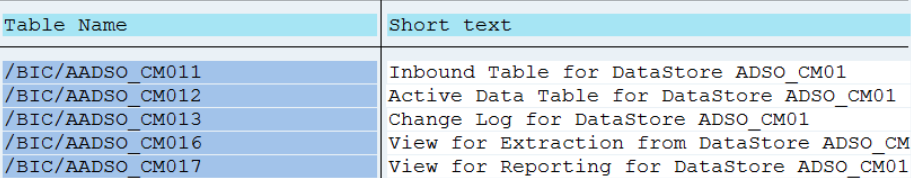 Table Name Short text
/BIC/AADSO_CM011 Inbound Table for DataStore ADSO_CM01
/BIC/AADSO_CM012 Active Data Table for DataStore ADSO_CM01
/BIC/AADSO_CM013 Change Log for DataStore ADSO_CM01
/BIC/AADSO_CM016 View for Extraction from DataStore ADSO_CM
/BIC/AADSO_CM017 View for Reporting for DataStore ADSO_CM01